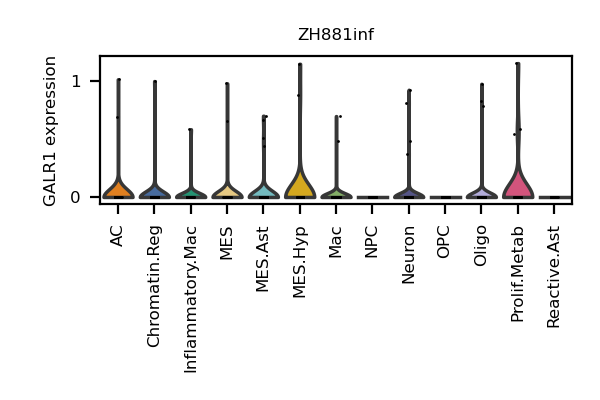 ZH881inf
GALR1 expression
1
0
AC
Chromatin.Reg
Inflammatory.Mac
MES
MES.Ast
MES.Hyp
Mac
NPC
Neuron
OPC
Oligo
Prolif.Metab
Reactive.Ast